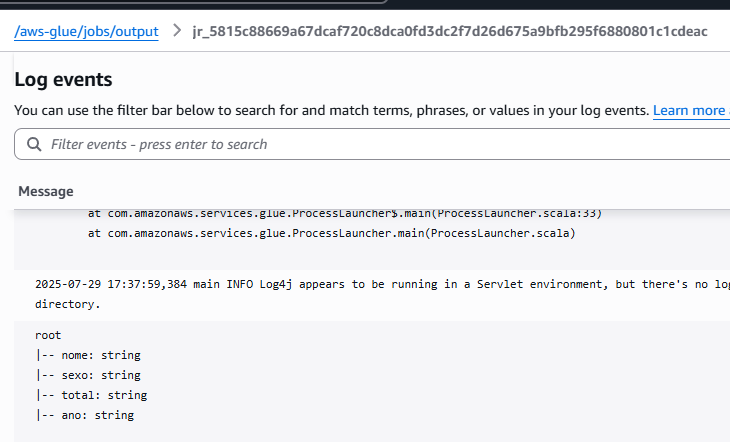 /aws-glue/jobs/output > jr_5815c88669a67dcaf720c8dca0fd3dc2f7d26d675a9bfb295f6880801c1cdeac
Log events
You can use the filter bar below to search for and match terms, phrases, or values in your log events. Learn more
Filter events - press enter to search
Message
at com.amazonaws.services.glue.ProcessLauncher$.main(ProcessLauncher.scala:33)
at com.amazonaws.services.glue.ProcessLauncher.main(ProcessLauncher.scala)
2025-07-29 17:37:59,384 main INFO Log4j appears to be running in a Servlet environment, but there's no log
directory.
root
|-- nome: string
|-- sexo: string
|-- total: string
|-- ano: string